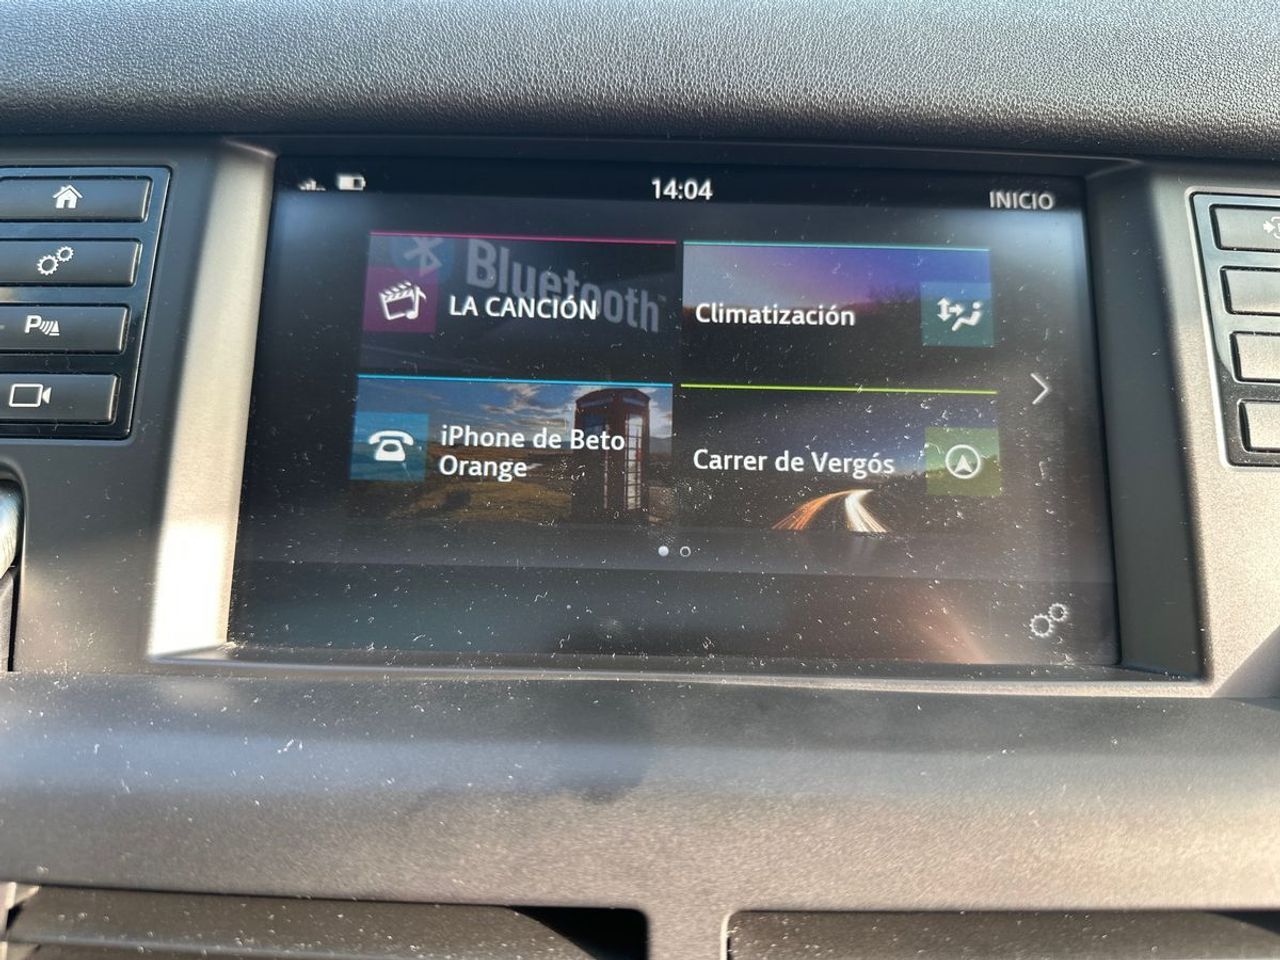 14:04
INICIO
Bluetooth
LA CANCIÓN
Climatización
iPhone de Beto
Orange
Carrer de Vergós
P